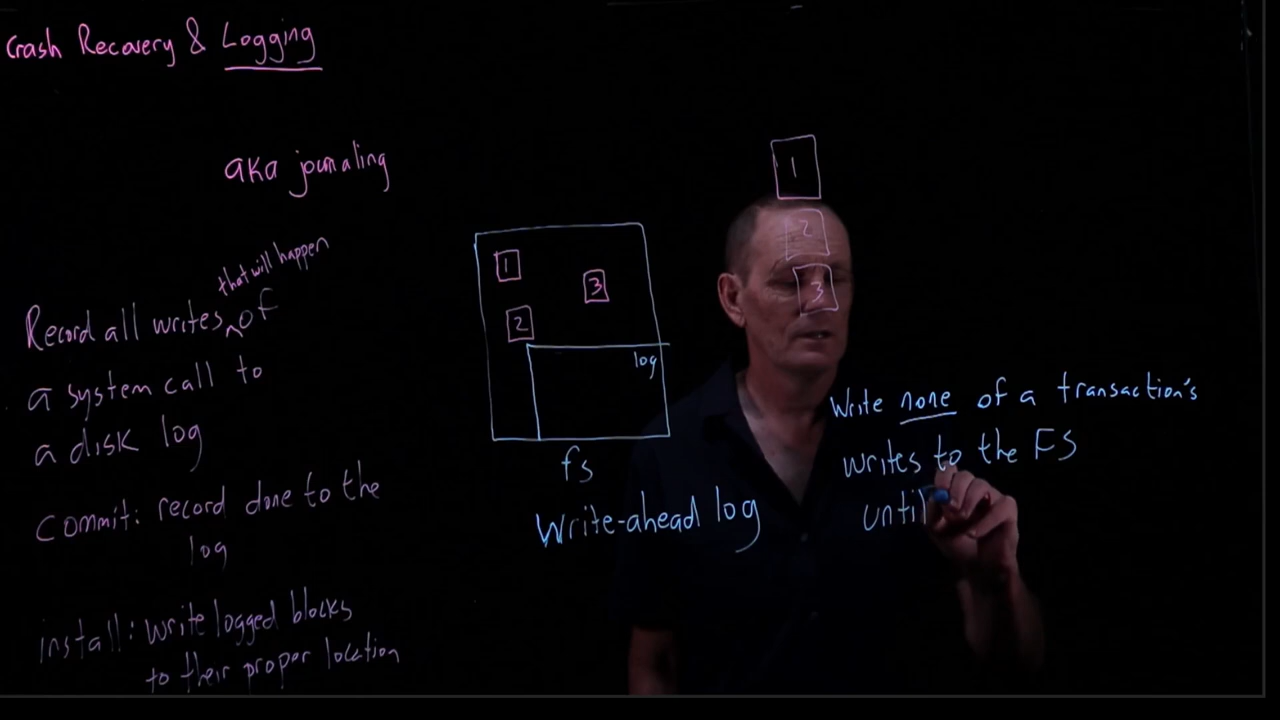 Crash Recovery & Logging
aka journaling
that will happen
Record all writes ^ of
a system call to
a disk log
Commit: record done to the
log
install: write logged blocks
to their proper location
1
2
3
log
fs
Write-ahead log
1
2
3
Write none of a transaction's
writes to the FS
until